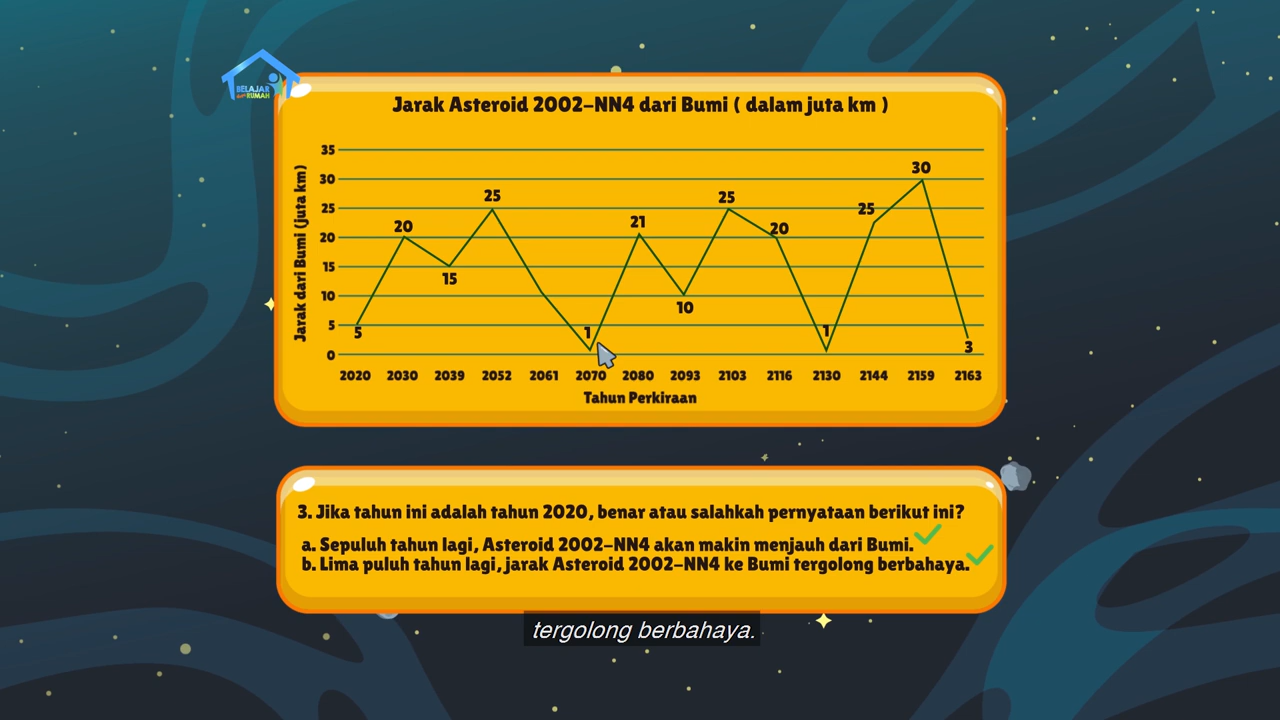 BELAJAR
dari RUMAH
Jarak Asteroid 2002-NN4 dari Bumi ( dalam juta km )
Jarak dari Bumi (juta km)
35
30
25
20
15
10
5
0
5
20
15
25
1
21
10
25
20
1
25
30
3
2020 2030 2039 2052 2061 2070 2080 2093 2103 2116 2130 2144 2159 2163
Tahun Perkiraan
3. Jika tahun ini adalah tahun 2020, benar atau salahkah pernyataan berikut ini?
a. Sepuluh tahun lagi, Asteroid 2002-NN4 akan makin menjauh dari Bumi.
b. Lima puluh tahun lagi, jarak Asteroid 2002-NN4 ke Bumi tergolong berbahaya.
tergolong berbahaya.